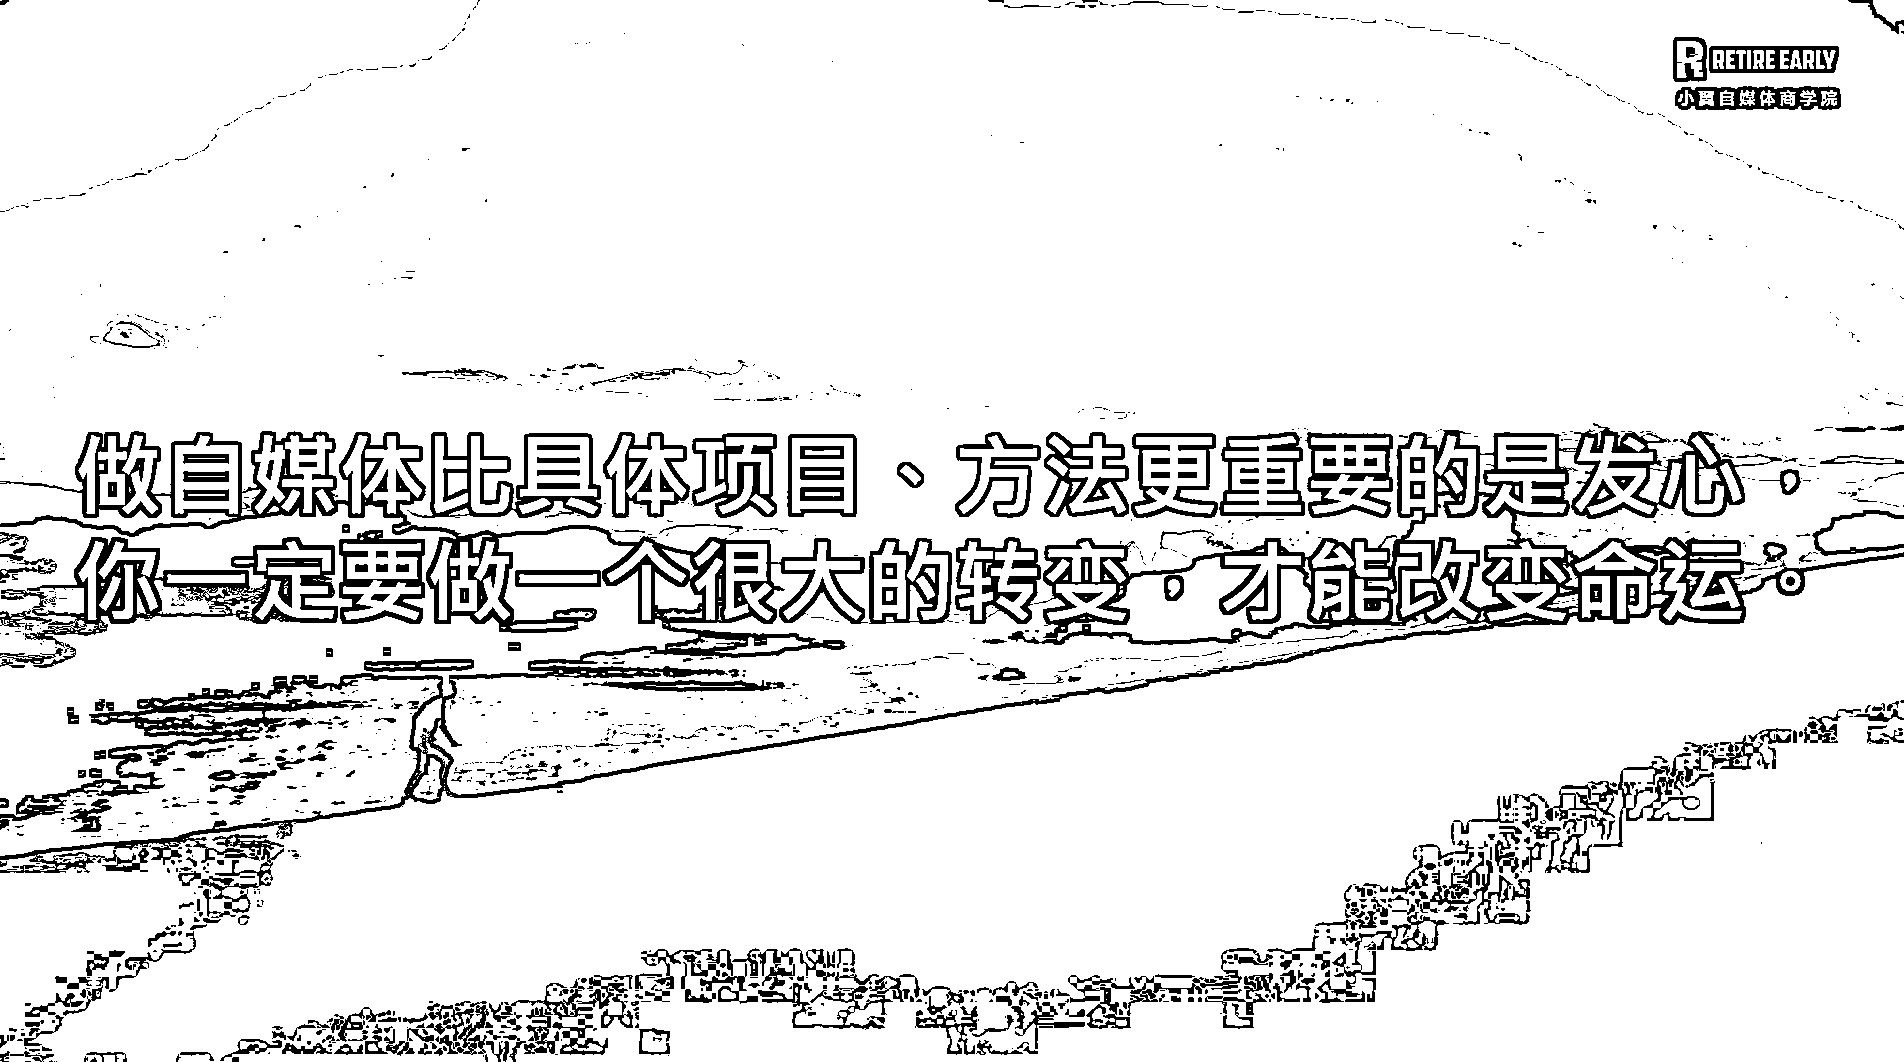 RETIRE EARLY
小翼自媒体商学院
做自媒体比具体项目、方法更重要的是发心，
你一定要做一个很大的转变，才能改变命运。